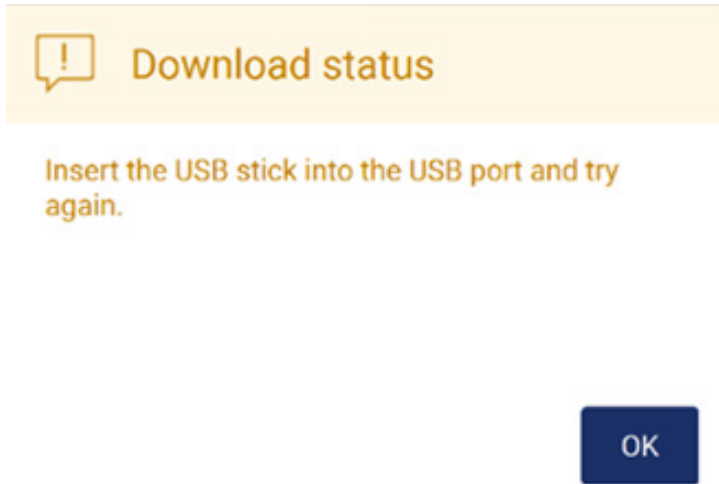 Download status
Insert the USB stick into the USB port and try
again.
OK